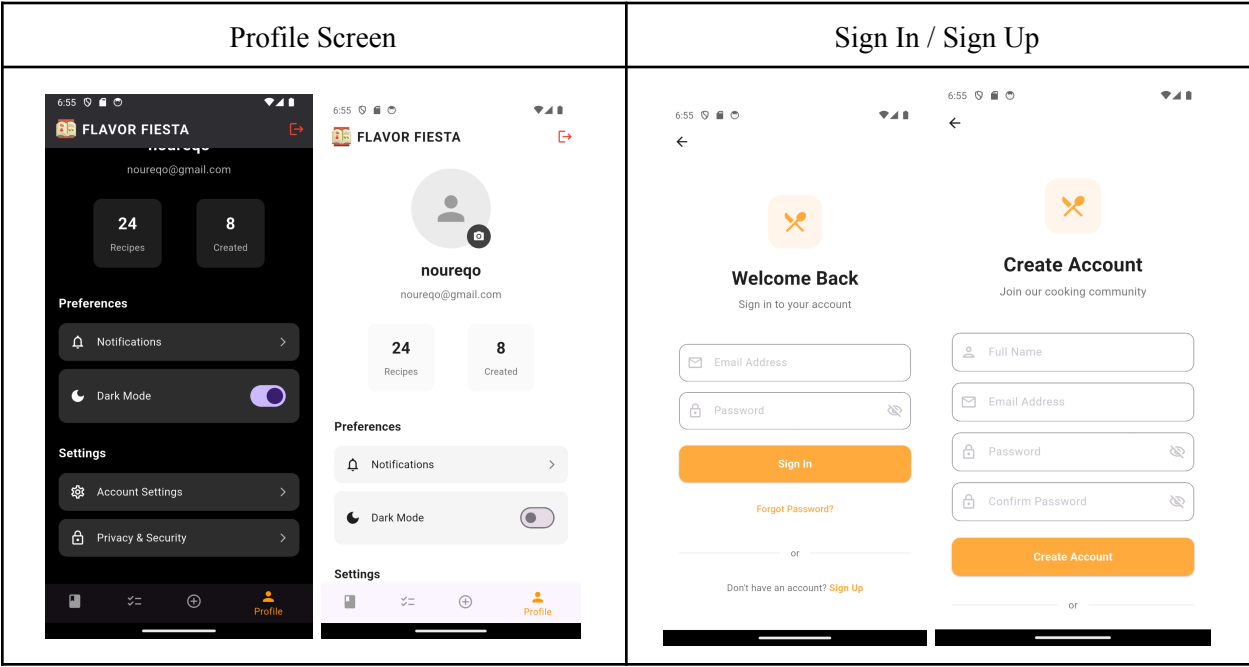 Profile Screen
Sign In / Sign Up
6:55
FLAVOR FIESTA
noureqo
noureqo@gmail.com
24
8
Recipes
Created
Preferences
Notifications
Dark Mode
Settings
Account Settings
Privacy & Security
Profile
6:55
FLAVOR FIESTA
noureqo
noureqo@gmail.com
24
8
Recipes
Created
Preferences
Notifications
Dark Mode
Settings
Profile
6:55
Welcome Back
Sign in to your account
Email Address
Password
Sign In
Forgot Password?
or
Don't have an account? Sign Up
6:55
Create Account
Join our cooking community
Full Name
Email Address
Password
Confirm Password
Create Account
or